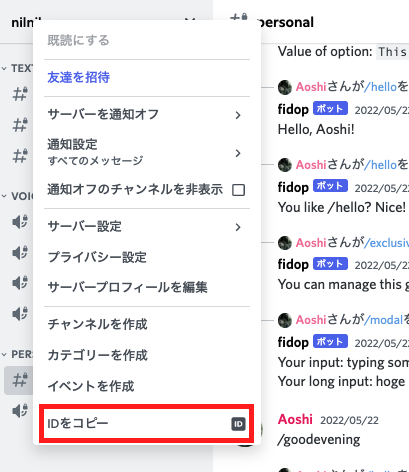 nilnil
既読にする
友達を招待
サーバーを通知オフ
通知設定
すべてのメッセージ
通知オフのチャンネルを非表示
サーバー設定
プライバシー設定
サーバープロフィールを編集
チャンネルを作成
カテゴリーを作成
イベントを作成
IDをコピー
ID
TEXT
VOIC
PERS
personal
Value of option: This
Aoshiさんが/helloを
fidop ボット 2022/05/22
Hello, Aoshi!
Aoshiさんが/helloを
fidop ボット 2022/05/22
You like /hello? Nice!
Aoshiさんが/exclusiv
fidop ボット 2022/05/22
You can manage this g
Aoshiさんが/modalを
fidop ボット 2022/05/22
Your input: typing som
Your long input: hoge
Aoshi 2022/05/22
/goodevening